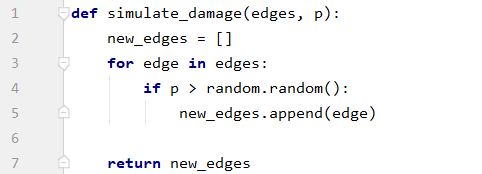 1 def simulate_damage(edges, p):
2     new_edges = []
3     for edge in edges:
4         if p > random.random():
5             new_edges.append(edge)
6
7     return new_edges